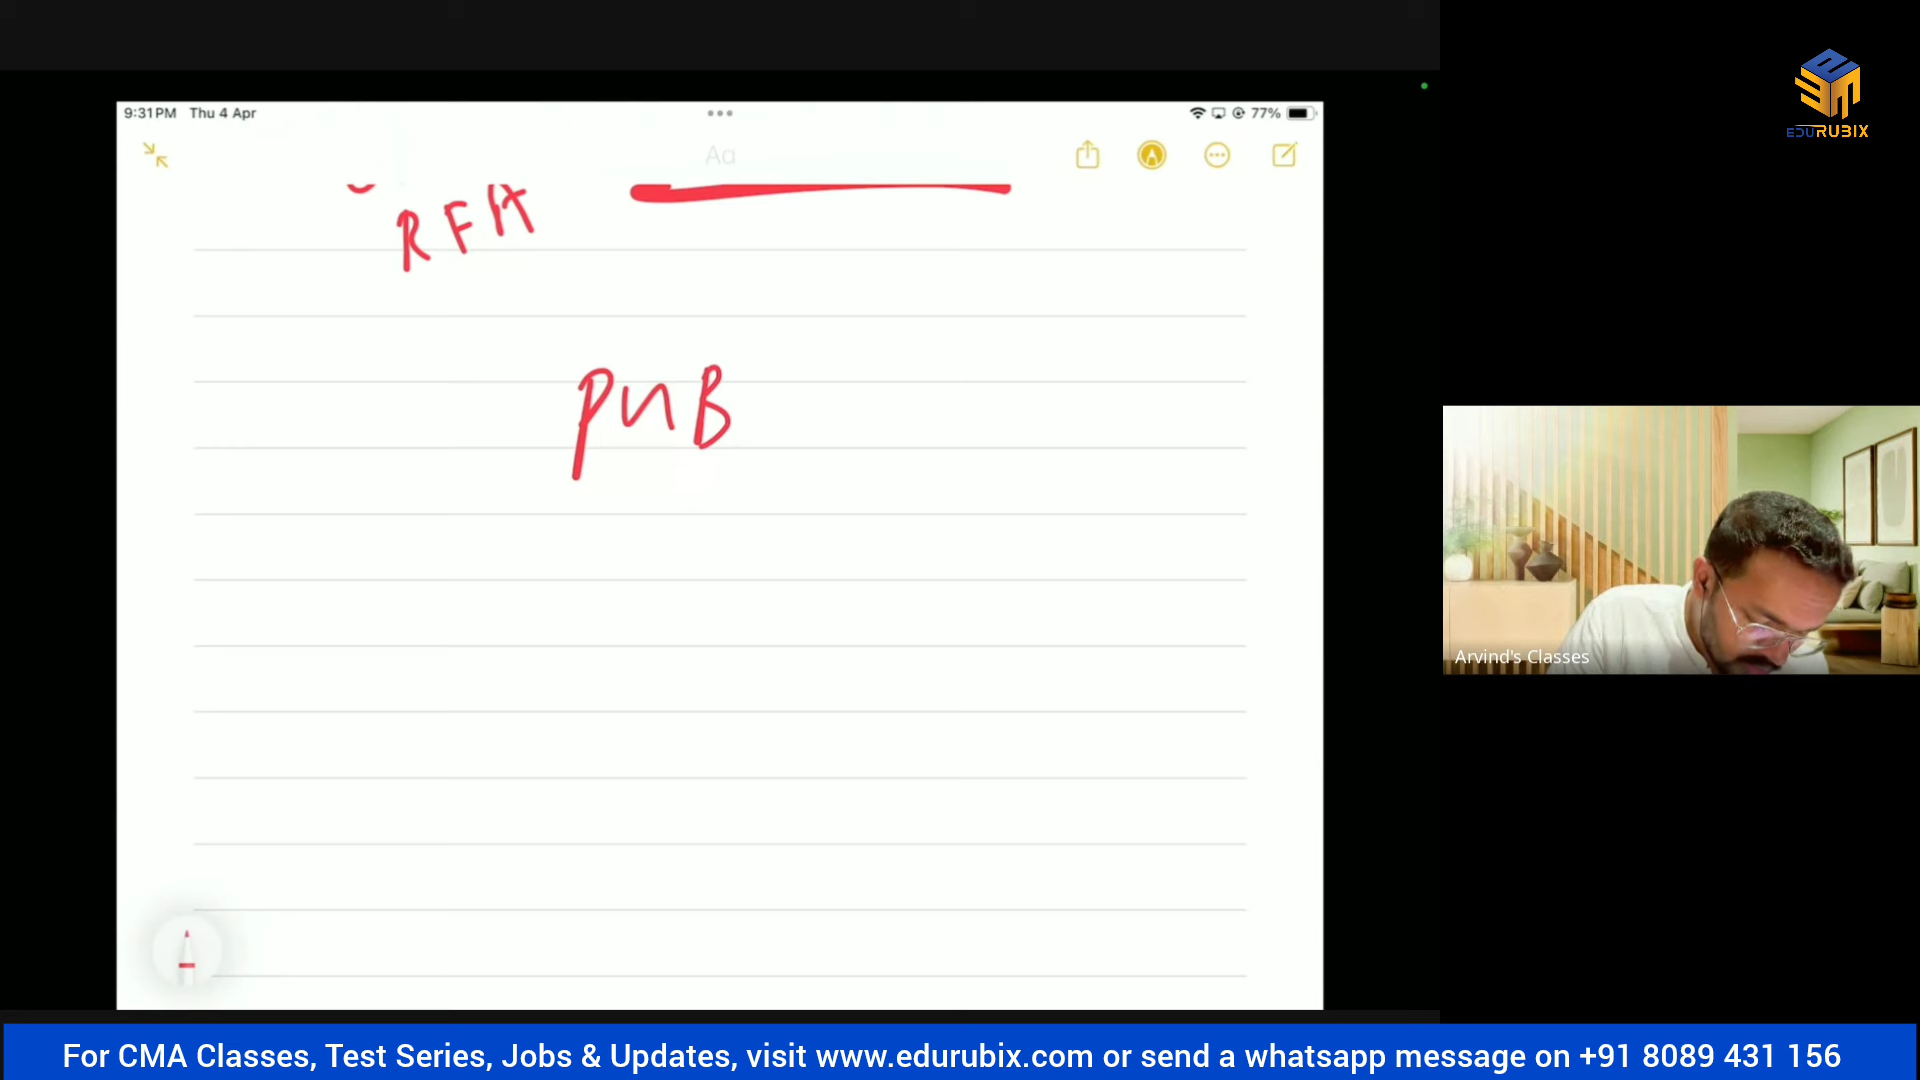 EDURUBIX
9:31 PM Thu 4 Apr
77%
Aa
RFA
PNB
Arvind's Classes
For CMA Classes, Test Series, Jobs & Updates, visit www.edurubix.com or send a whatsapp message on +91 8089 431 156